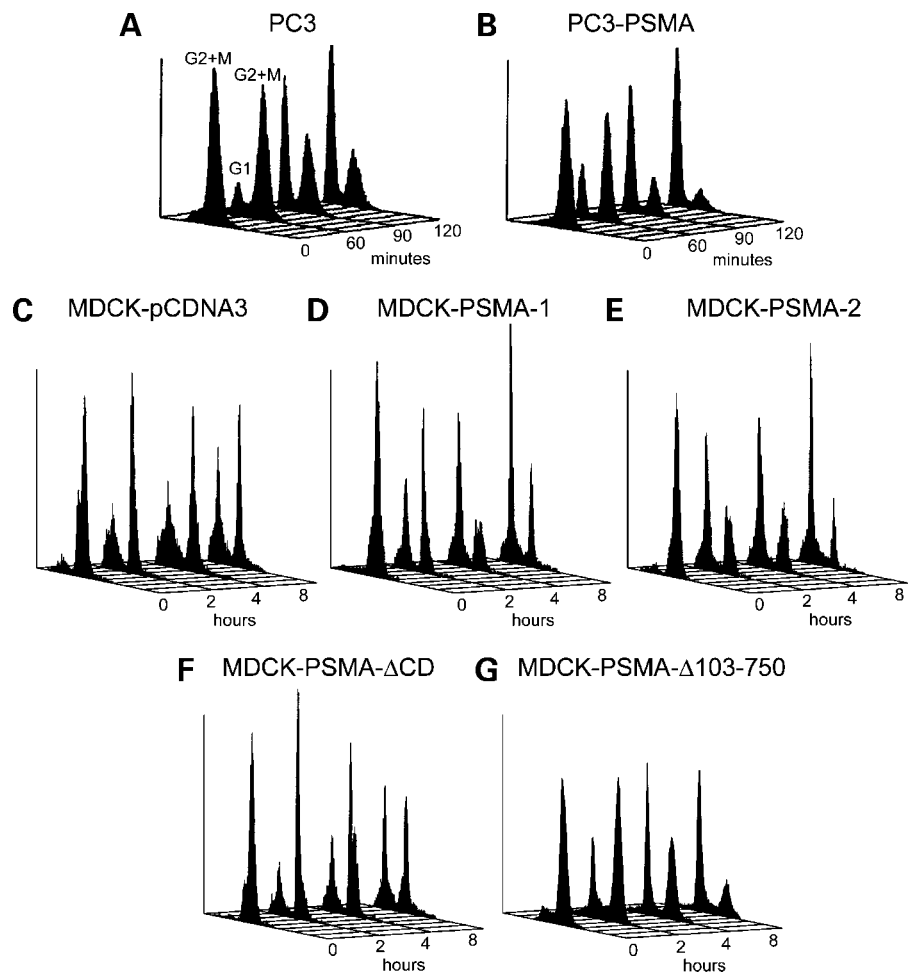 A PC3
B PC3-PSMA
G2+M
G2+M
G1
0 60 90 120
minutes
0 60 90 120
minutes
C MDCK-pCDNA3
D MDCK-PSMA-1
E MDCK-PSMA-2
0 2 4 8
hours
0 2 4 8
hours
0 2 4 8
hours
F MDCK-PSMA-ΔCD
G MDCK-PSMA-Δ103-750
0 2 4 8
hours
0 2 4 8
hours